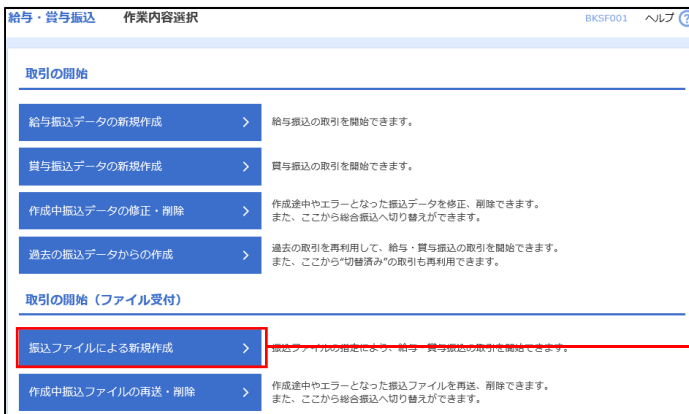 給与・賞与振込 作業内容選択 BKSF001 ヘルプ ?
取引の開始
給与振込データの新規作成 > 給与振込の取引を開始できます。
賞与振込データの新規作成 > 賞与振込の取引を開始できます。
作成中振込データの修正・削除 > 作成途中やエラーとなった振込データを修正、削除できます。
また、ここから総合振込へ切り替えができます。
過去の振込データからの作成 > 過去の取引を再利用して、給与・賞与振込の取引を開始できます。
また、ここから“切替済み”の取引も再利用できます。
取引の開始（ファイル受付）
振込ファイルによる新規作成 > 振込ファイルの指定により、給与・賞与振込の取引を開始できます。
作成中振込ファイルの再送・削除 > 作成途中やエラーとなった振込ファイルを再送、削除できます。
また、ここから総合振込へ切り替えができます。